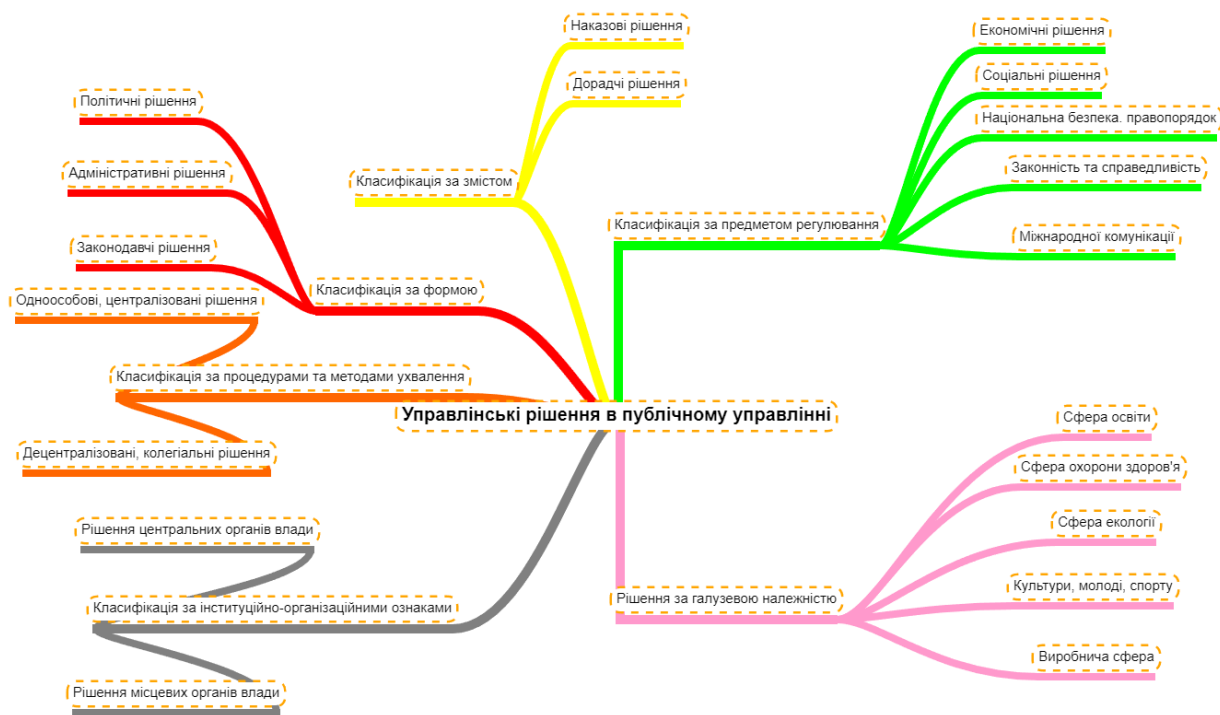 Управлінські рішення в публічному управлінні
Класифікація за змістом
Наказові рішення
Дорадчі рішення
Класифікація за формою
Політичні рішення
Адміністративні рішення
Законодавчі рішення
Класифікація за процедурами та методами ухвалення
Одноособові, централізовані рішення
Децентралізовані, колегіальні рішення
Класифікація за інституційно-організаційними ознаками
Рішення центральних органів влади
Рішення місцевих органів влади
Класифікація за предметом регулювання
Економічні рішення
Соціальні рішення
Національна безпека. правопорядок
Законність та справедливість
Міжнародної комунікації
Рішення за галузевою належністю
Сфера освіти
Сфера охорони здоров'я
Сфера екології
Культури, молоді, спорту
Виробнича сфера